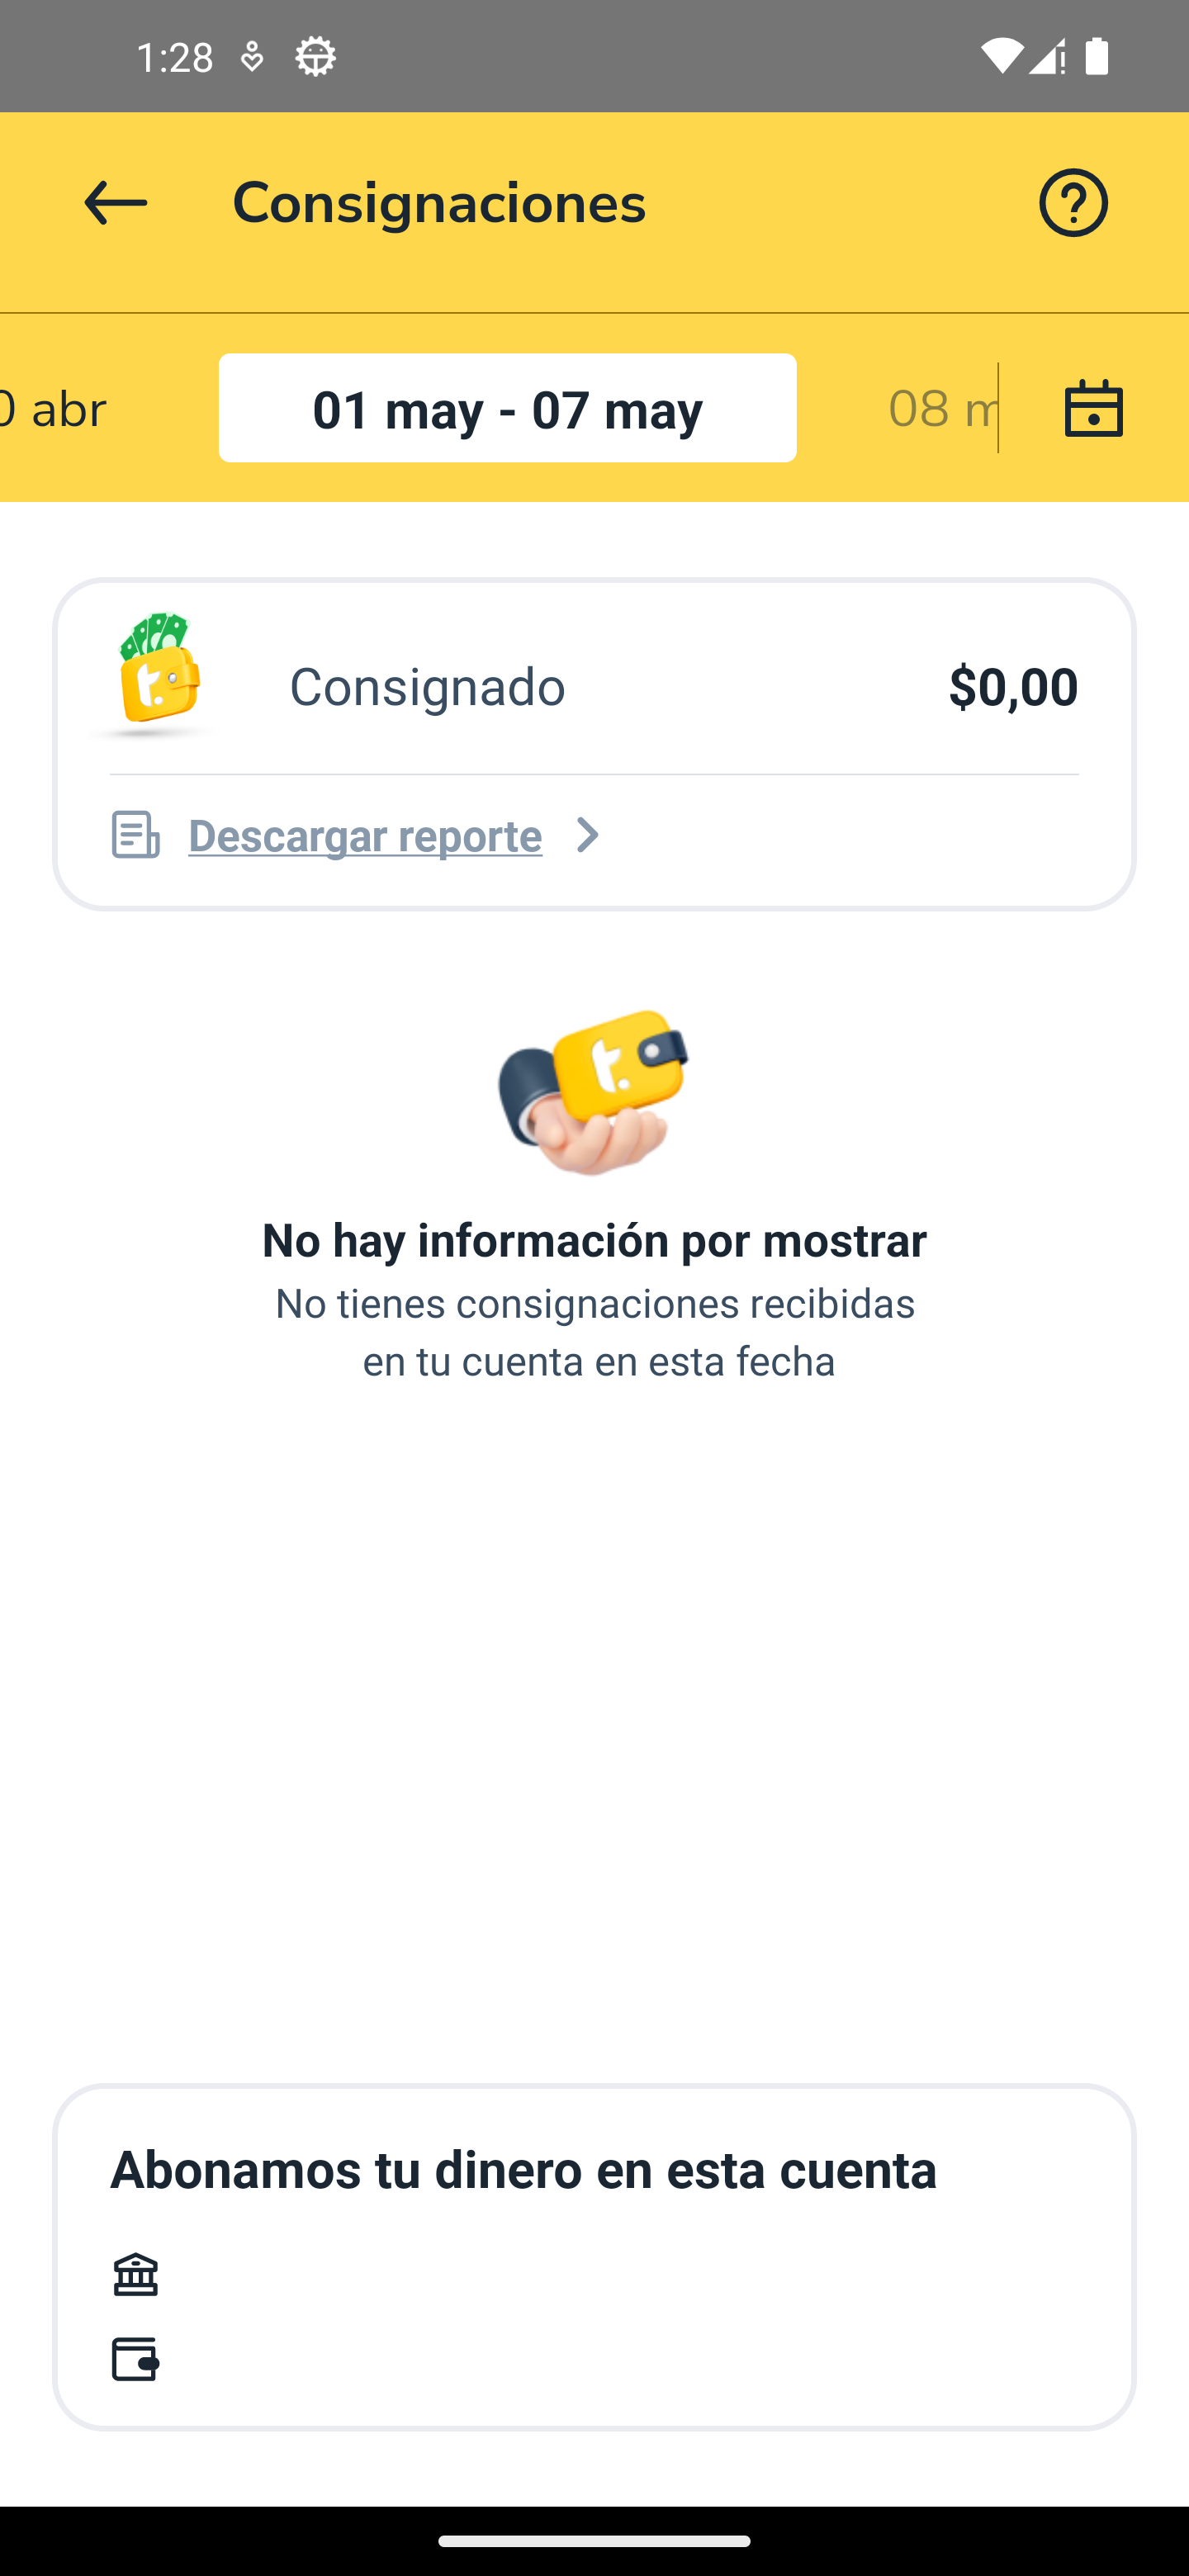 1:28
Consignaciones
0 abr
01 may - 07 may
08 m
Consignado
$0,00
Descargar reporte
t.
No hay información por mostrar
No tienes consignaciones recibidas
en tu cuenta en esta fecha
Abonamos tu dinero en esta cuenta